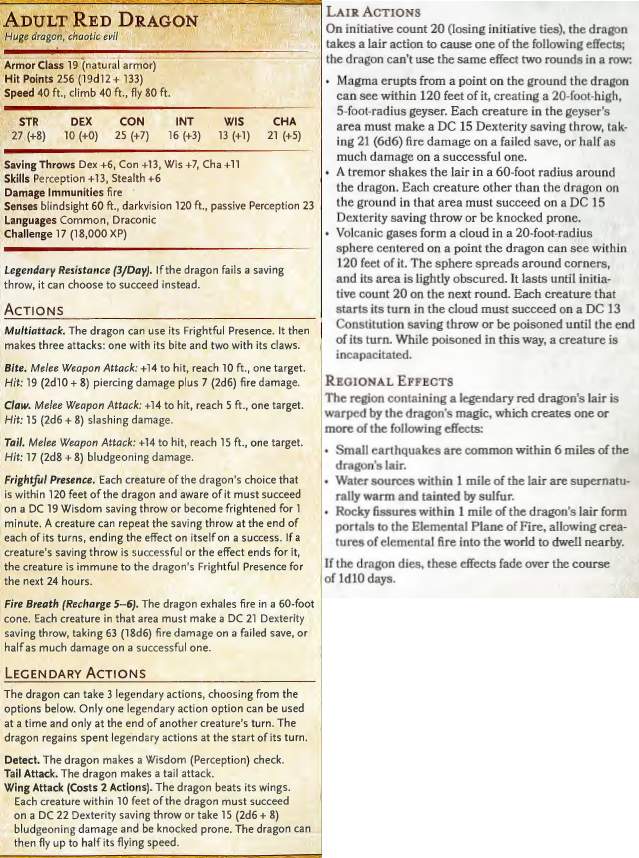 ADULT RED DRAGON
Huge dragon, chaotic evil
Armor Class 19 (natural armor)
Hit Points 256 (19d12 + 133)
Speed 40 ft., climb 40 ft., fly 80 ft.
STR DEX CON INT WIS CHA
27 (+8) 10 (+0) 25 (+7) 16 (+3) 13 (+1) 21 (+5)
Saving Throws Dex +6, Con +13, Wis +7, Cha +11
Skills Perception +13, Stealth +6
Damage Immunities fire
Senses blindsight 60 ft., darkvision 120 ft., passive Perception 23
Languages Common, Draconic
Challenge 17 (18,000 XP)
Legendary Resistance (3/Day). If the dragon fails a saving
throw, it can choose to succeed instead.
ACTIONS
Multiattack. The dragon can use its Frightful Presence. It then
makes three attacks: one with its bite and two with its claws.
Bite. Melee Weapon Attack: +14 to hit, reach 10 ft., one target.
Hit: 19 (2d10 + 8) piercing damage plus 7 (2d6) fire damage.
Claw. Melee Weapon Attack: +14 to hit, reach 5 ft., one target.
Hit: 15 (2d6 + 8) slashing damage.
Tail. Melee Weapon Attack: +14 to hit, reach 15 ft., one target.
Hit: 17 (2d8 + 8) bludgeoning damage.
Frightful Presence. Each creature of the dragon's choice that
is within 120 feet of the dragon and aware of it must succeed
on a DC 19 Wisdom saving throw or become frightened for 1
minute. A creature can repeat the saving throw at the end of
each of its turns, ending the effect on itself on a success. If a
creature's saving throw is successful or the effect ends for it,
the creature is immune to the dragon's Frightful Presence for
the next 24 hours.
Fire Breath (Recharge 5–6). The dragon exhales fire in a 60-foot
cone. Each creature in that area must make a DC 21 Dexterity
saving throw, taking 63 (18d6) fire damage on a failed save, or
half as much damage on a successful one.
LEGENDARY ACTIONS
The dragon can take 3 legendary actions, choosing from the
options below. Only one legendary action option can be used
at a time and only at the end of another creature's turn. The
dragon regains spent legendary actions at the start of its turn.
Detect. The dragon makes a Wisdom (Perception) check.
Tail Attack. The dragon makes a tail attack.
Wing Attack (Costs 2 Actions). The dragon beats its wings.
Each creature within 10 feet of the dragon must succeed
on a DC 22 Dexterity saving throw or take 15 (2d6 + 8)
bludgeoning damage and be knocked prone. The dragon can
then fly up to half its flying speed.
LAIR ACTIONS
On initiative count 20 (losing initiative ties), the dragon
takes a lair action to cause one of the following effects;
the dragon can't use the same effect two rounds in a row:
• Magma erupts from a point on the ground the dragon
can see within 120 feet of it, creating a 20-foot-high,
5-foot-radius geyser. Each creature in the geyser's
area must make a DC 15 Dexterity saving throw, tak-
ing 21 (6d6) fire damage on a failed save, or half as
much damage on a successful one.
• A tremor shakes the lair in a 60-foot radius around
the dragon. Each creature other than the dragon on
the ground in that area must succeed on a DC 15
Dexterity saving throw or be knocked prone.
• Volcanic gases form a cloud in a 20-foot-radius
sphere centered on a point the dragon can see within
120 feet of it. The sphere spreads around corners,
and its area is lightly obscured. It lasts until initia-
tive count 20 on the next round. Each creature that
starts its turn in the cloud must succeed on a DC 13
Constitution saving throw or be poisoned until the end
of its turn. While poisoned in this way, a creature is
incapacitated.
REGIONAL EFFECTS
The region containing a legendary red dragon's lair is
warped by the dragon's magic, which creates one or
more of the following effects:
• Small earthquakes are common within 6 miles of the
dragon's lair.
• Water sources within 1 mile of the lair are supernatu-
rally warm and tainted by sulfur.
• Rocky fissures within 1 mile of the dragon's lair form
portals to the Elemental Plane of Fire, allowing crea-
tures of elemental fire into the world to dwell nearby.
If the dragon dies, these effects fade over the course
of 1d10 days.